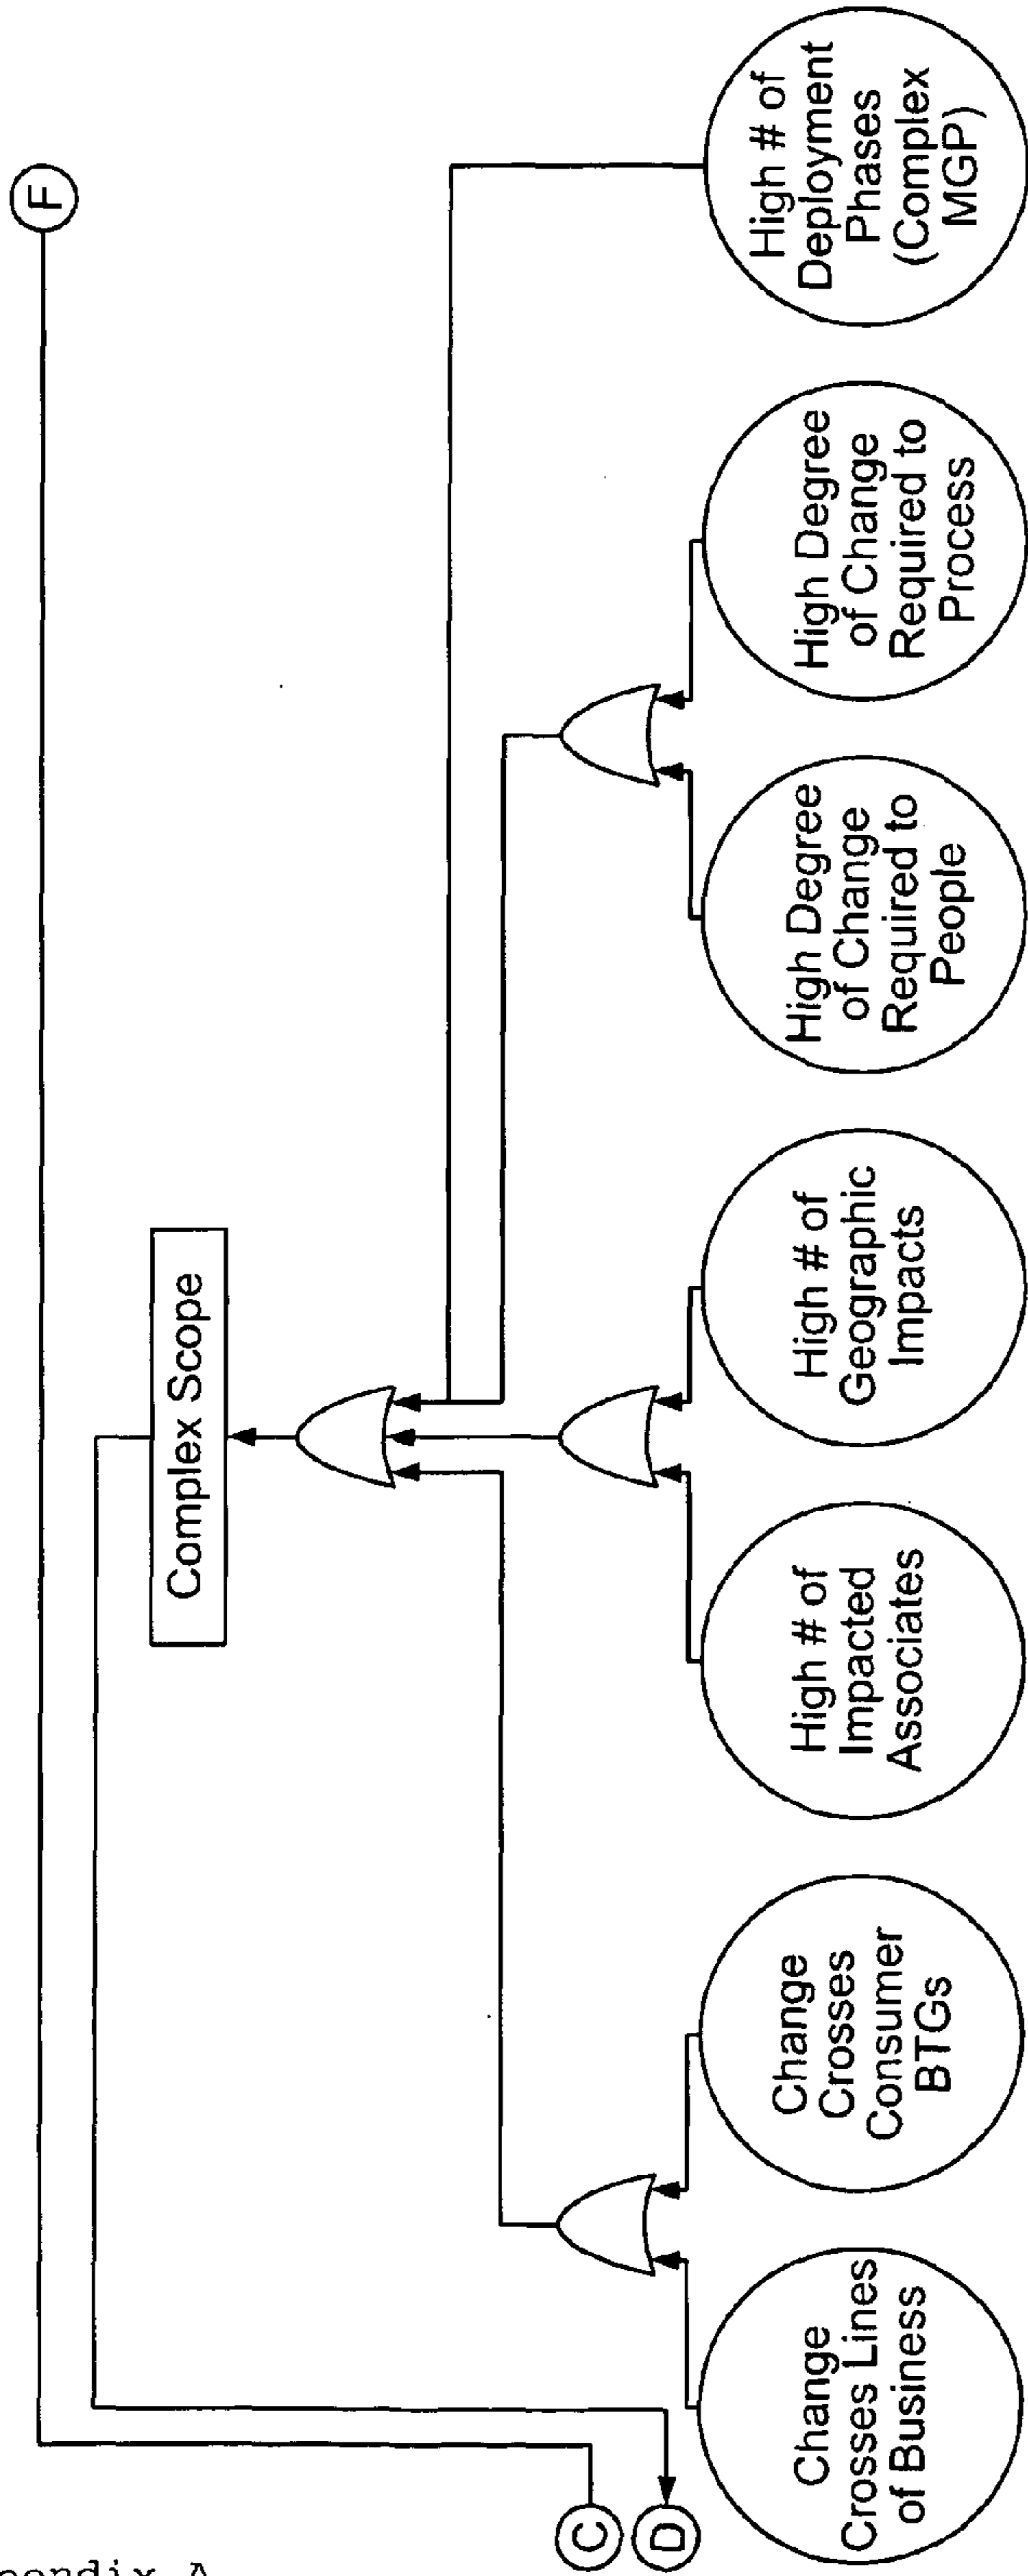 F
Complex Scope
C
D
Change
Crosses Lines
of Business
Change
Crosses
Consumer
BTGs
High # of
Impacted
Associates
High # of
Geographic
Impacts
High Degree
of Change
Required to
People
High Degree
of Change
Required to
Process
High # of
Deployment
Phases
(Complex
MGP)